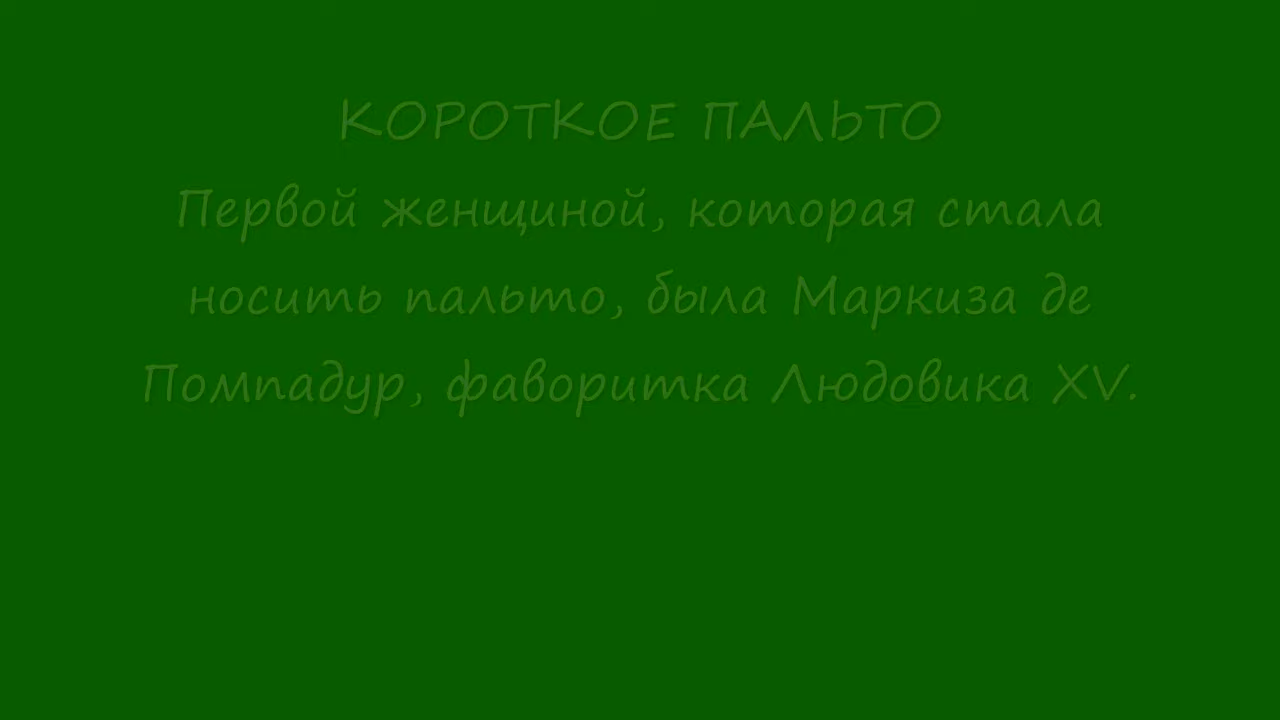 КОРОТКОЕ ПАЛЬТО
Первой женщиной, которая стала
носить пальто, была Маркиза де
Помпадур, фаворитка Людовика XV.